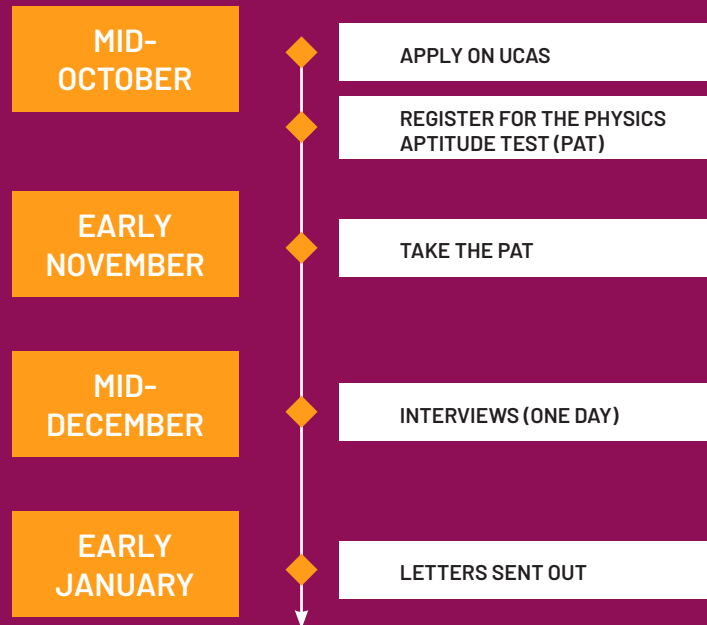 MID-
OCTOBER
APPLY ON UCAS
REGISTER FOR THE PHYSICS
APTITUDE TEST (PAT)
EARLY
NOVEMBER
TAKE THE PAT
MID-
DECEMBER
INTERVIEWS (ONE DAY)
EARLY
JANUARY
LETTERS SENT OUT